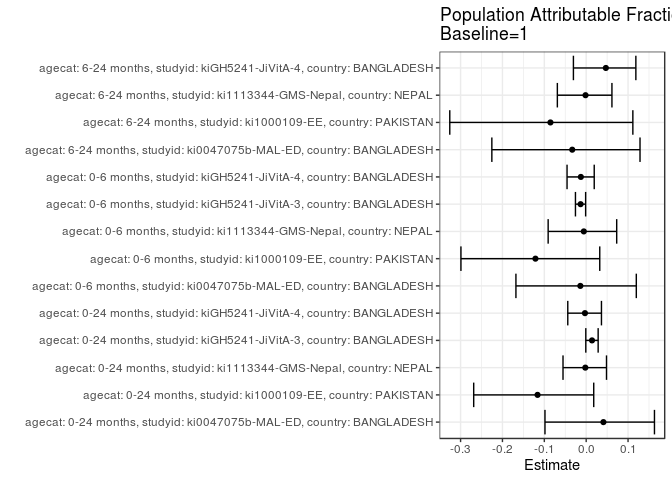 Population Attributable Fracti
Baseline=1
agecat: 6-24 months, studyid: kiGH5241-JiVitA-4, country: BANGLADESH
agecat: 6-24 months, studyid: ki1113344-GMS-Nepal, country: NEPAL
agecat: 6-24 months, studyid: ki1000109-EE, country: PAKISTAN
agecat: 6-24 months, studyid: ki0047075b-MAL-ED, country: BANGLADESH
agecat: 0-6 months, studyid: kiGH5241-JiVitA-4, country: BANGLADESH
agecat: 0-6 months, studyid: kiGH5241-JiVitA-3, country: BANGLADESH
agecat: 0-6 months, studyid: ki1113344-GMS-Nepal, country: NEPAL
agecat: 0-6 months, studyid: ki1000109-EE, country: PAKISTAN
agecat: 0-6 months, studyid: ki0047075b-MAL-ED, country: BANGLADESH
agecat: 0-24 months, studyid: kiGH5241-JiVitA-4, country: BANGLADESH
agecat: 0-24 months, studyid: kiGH5241-JiVitA-3, country: BANGLADESH
agecat: 0-24 months, studyid: ki1113344-GMS-Nepal, country: NEPAL
agecat: 0-24 months, studyid: ki1000109-EE, country: PAKISTAN
agecat: 0-24 months, studyid: ki0047075b-MAL-ED, country: BANGLADESH
-0.3 -0.2 -0.1 0.0 0.1
Estimate